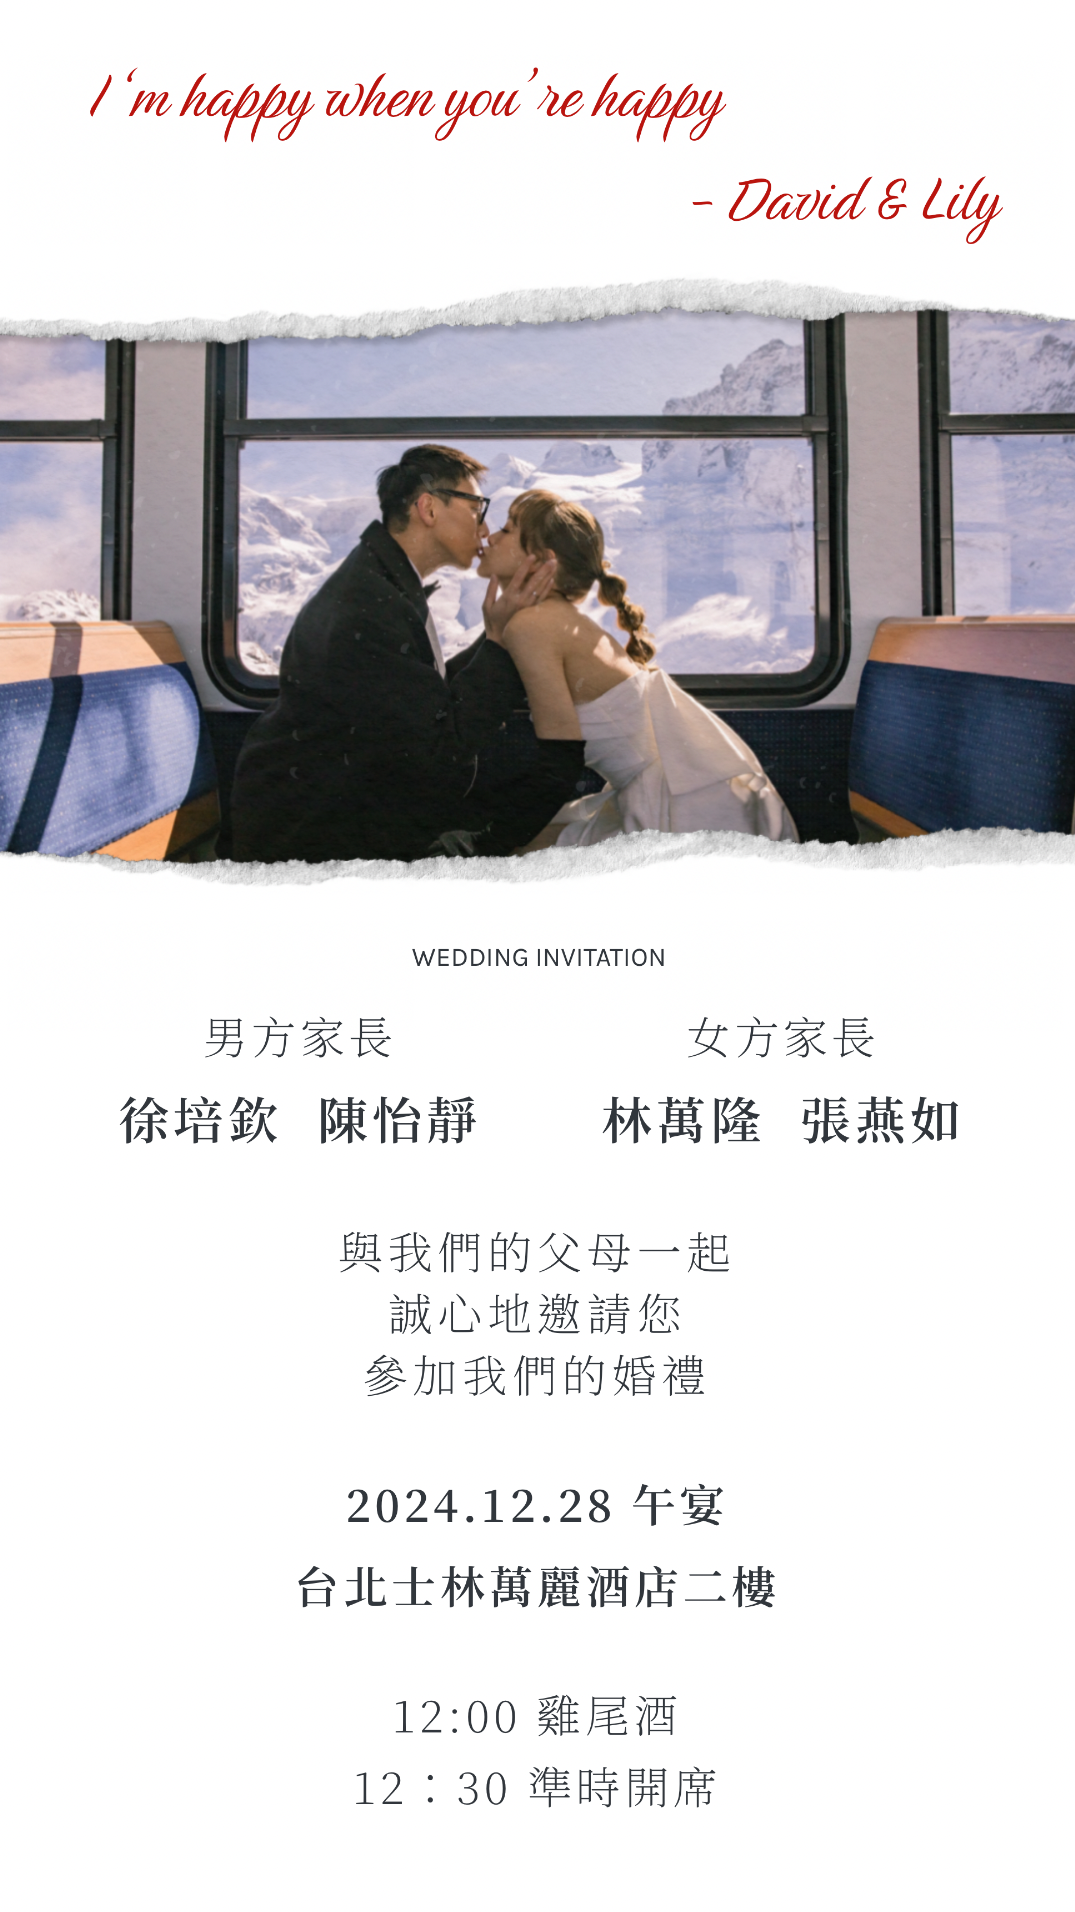 I ‘m happy when you’re happy
- David & Lily
WEDDING INVITATION
男方家長 女方家長
徐培欽 陳怡靜 林萬隆 張燕如
與我們的父母一起
誠心地邀請您
參加我們的婚禮
2024.12.28 午宴
台北士林萬麗酒店二樓
12:00 雞尾酒
12：30 準時開席